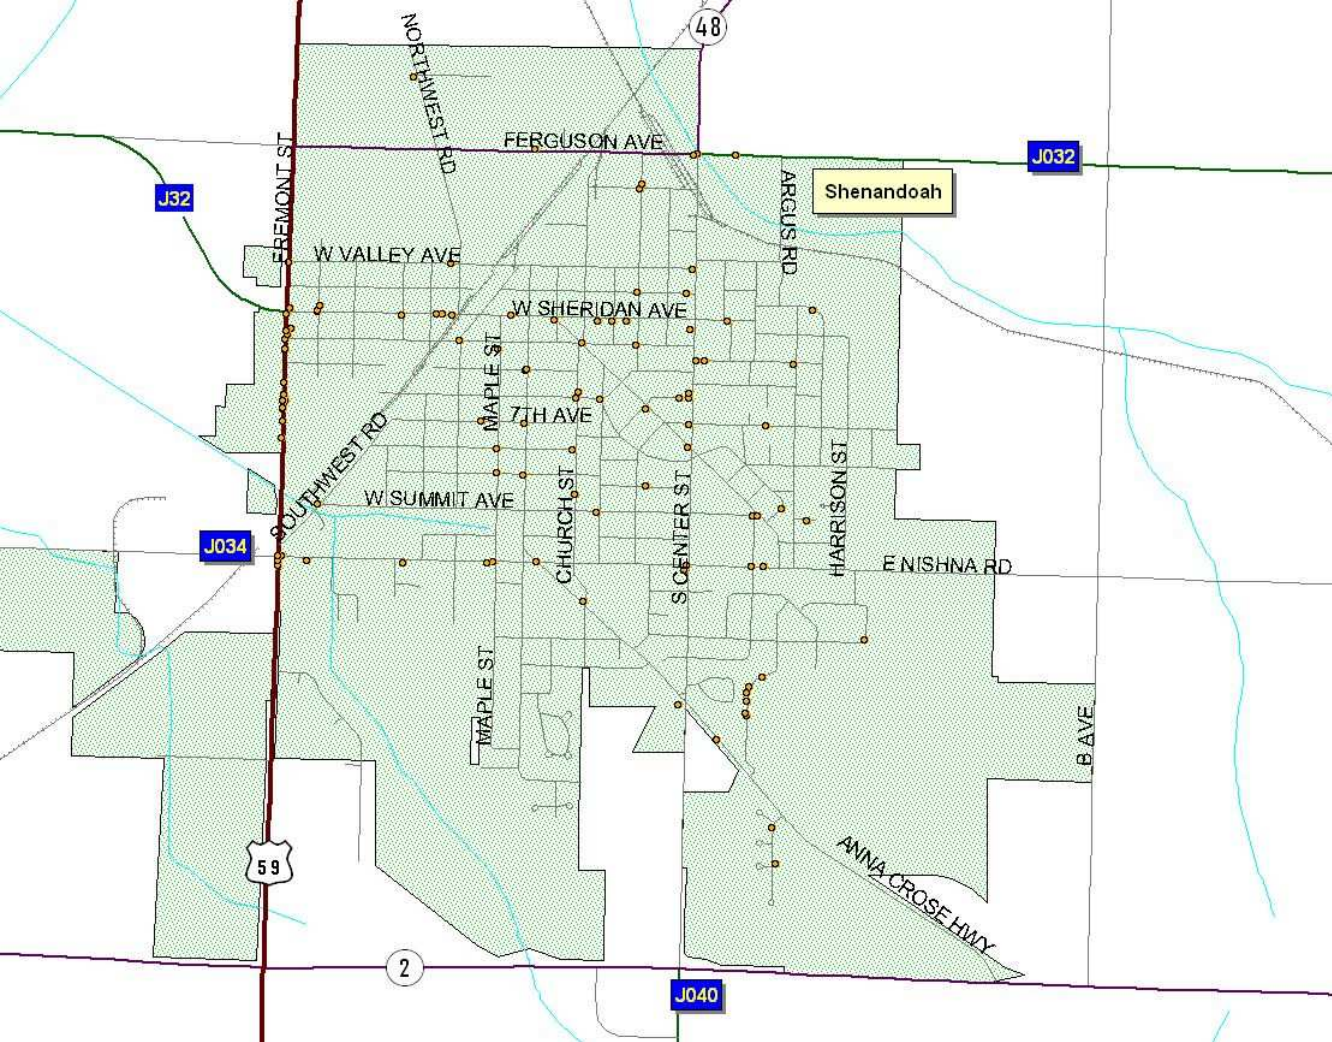 48
NORTHWEST RD
FERGUSON AVE
J032
FREMONT ST
Shenandoah
ARGUS RD
J32
W VALLEY AVE
W SHERIDAN AVE
MAPLE ST
7TH AVE
SOUTHWEST RD
W SUMMIT AVE
CHURCH ST
S CENTER ST
HARRISON ST
J034
E NISHNA RD
MAPLE ST
B AVE
59
ANNA CROSE HWY
2
J040